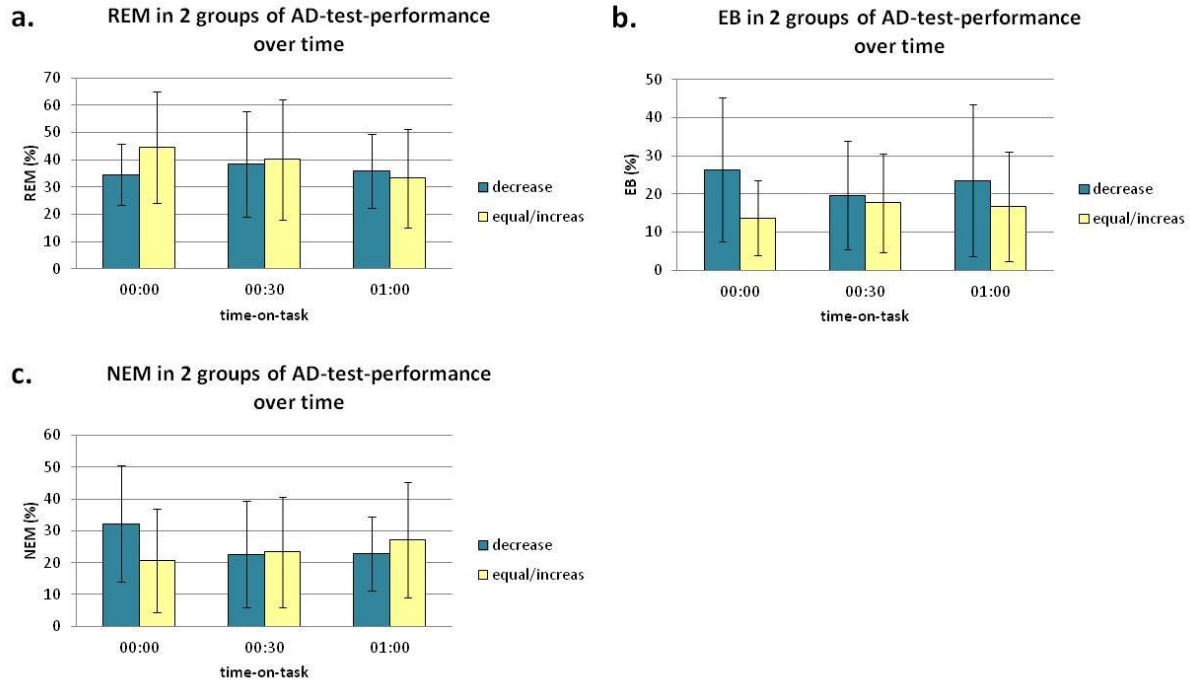 a.
REM in 2 groups of AD-test-performance
over time
70
60
50
40
30
20
10
0
REM (%)
00:00
00:30
01:00
time-on-task
decrease
equal/increas
b.
EB in 2 groups of AD-test-performance
over time
50
40
30
20
10
0
EB (%)
00:00
00:30
01:00
time-on-task
decrease
equal/increas
c.
NEM in 2 groups of AD-test-performance
over time
60
50
40
30
20
10
0
NEM (%)
00:00
00:30
01:00
time-on-task
decrease
equal/increas